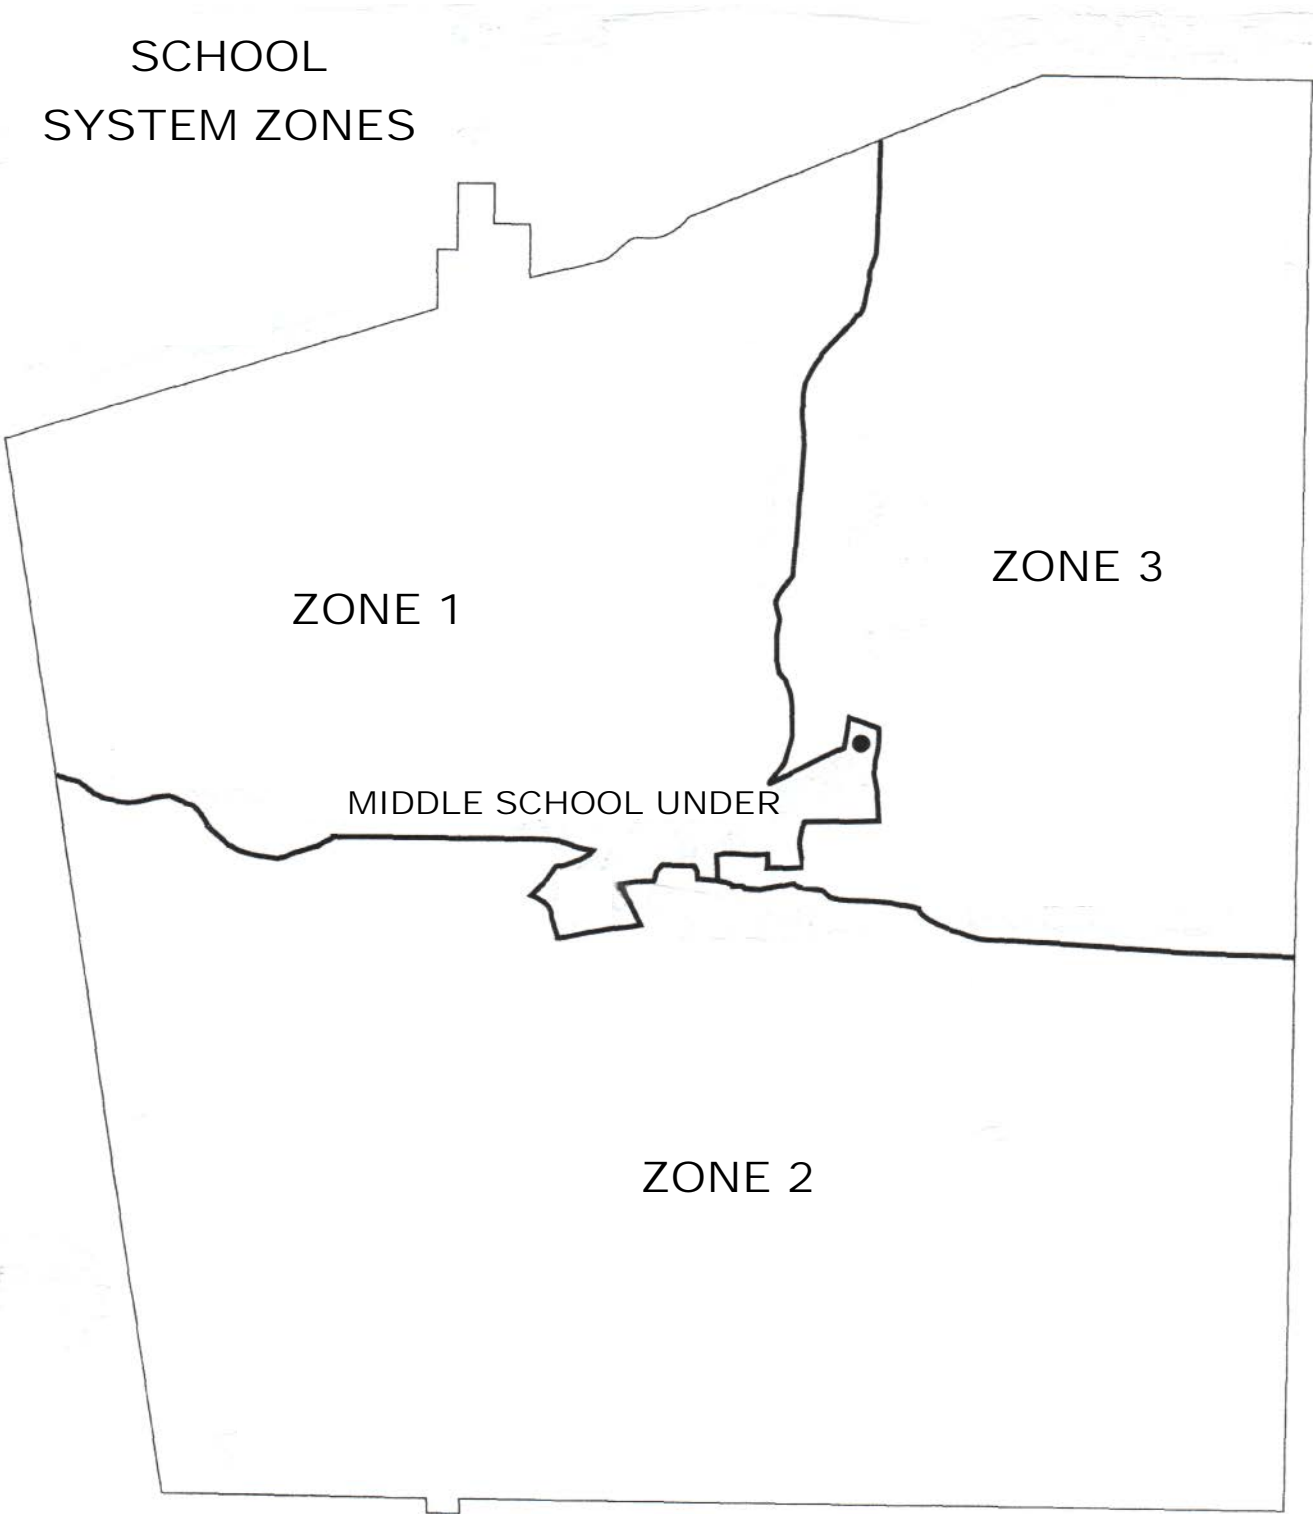 SCHOOL
SYSTEM ZONES
ZONE 3
ZONE 1
MIDDLE SCHOOL UNDER
ZONE 2